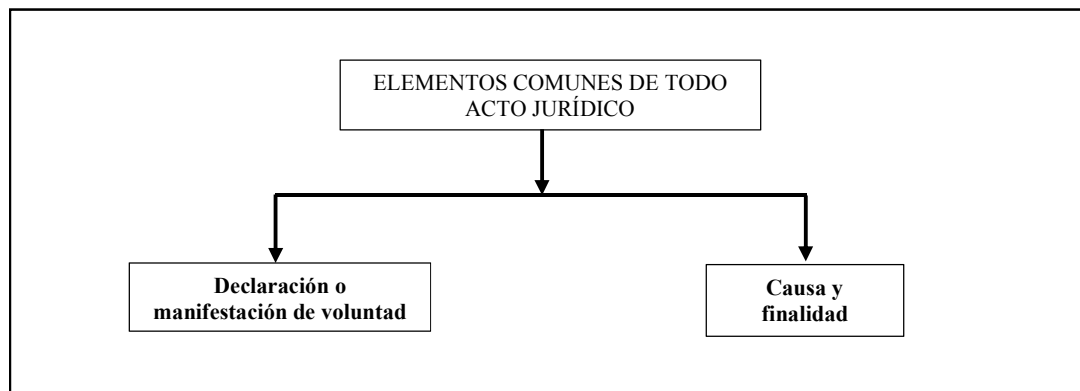 ELEMENTOS COMUNES DE TODO
ACTO JURÍDICO
Declaración o
manifestación de voluntad
Causa y
finalidad